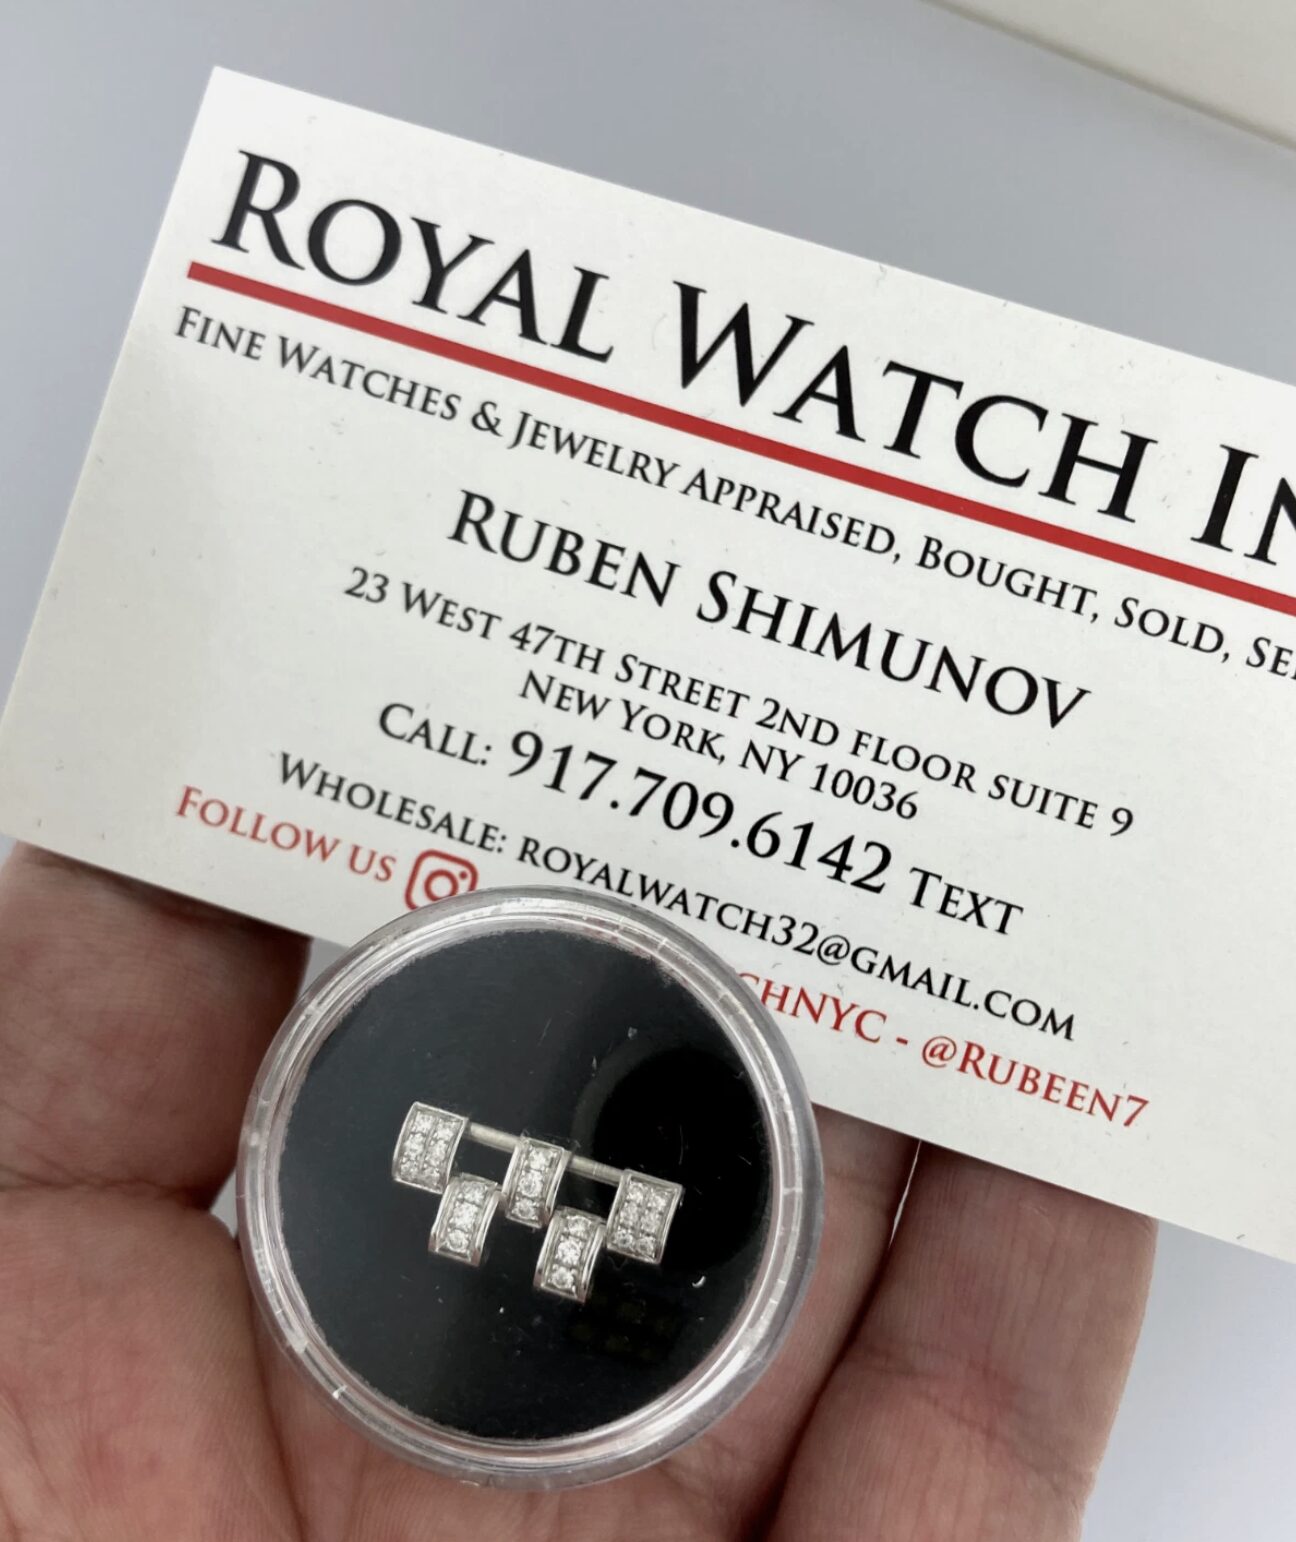 ROYAL WATCH IN
FINE WATCHES & JEWELRY APPRAISED, BOUGHT, SOLD, SE
RUBEN SHIMUNOV
23 WEST 47TH STREET 2ND FLOOR SUITE 9
NEW YORK, NY 10036
CALL: 917.709.6142 TEXT
WHOLESALE: ROYALWATCH32@GMAIL.COM
FOLLOW US CHNYC - @RUBEEN7